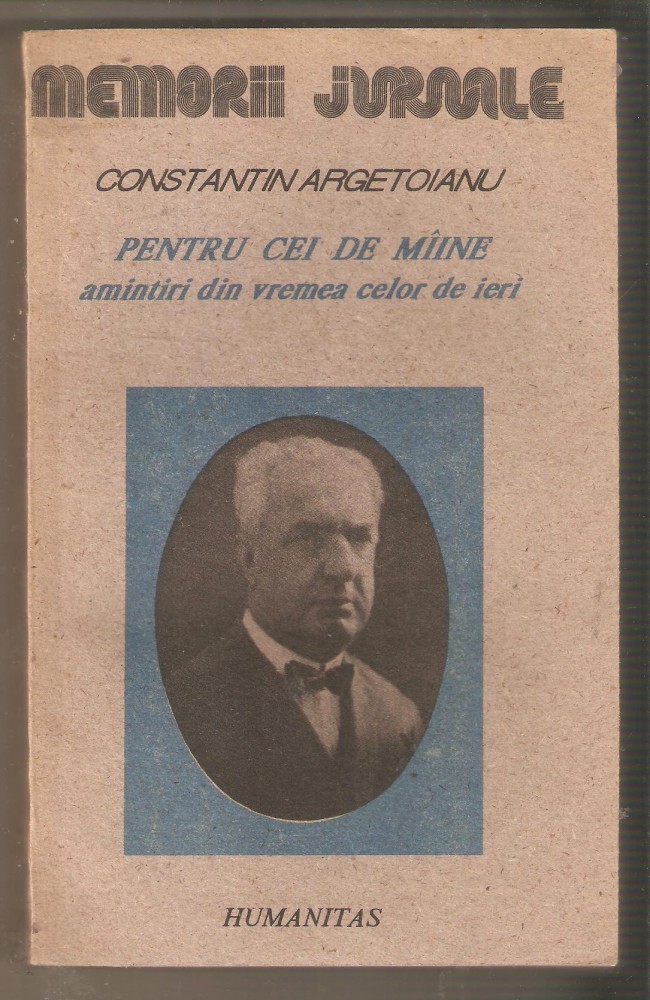 MEMORII JURNALE
CONSTANTIN ARGETOIANU
PENTRU CEI DE MÎINE
amintiri din vremea celor de ieri
HUMANITAS